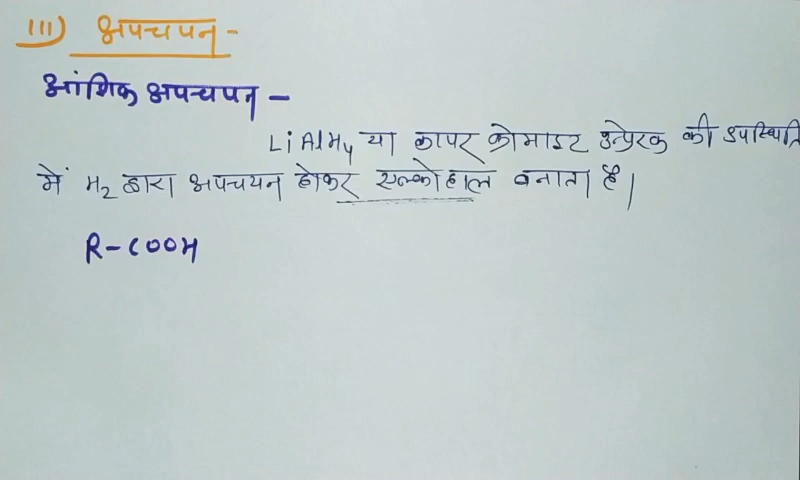 III) अपचयन -
आंशिक अपचयन -
LiAlH4 या कापर क्रोमाइट उत्प्रेरक की उपस्थिति
में H2 द्वारा अपचयन होकर एल्कोहाल बनाता है।
R-COOH